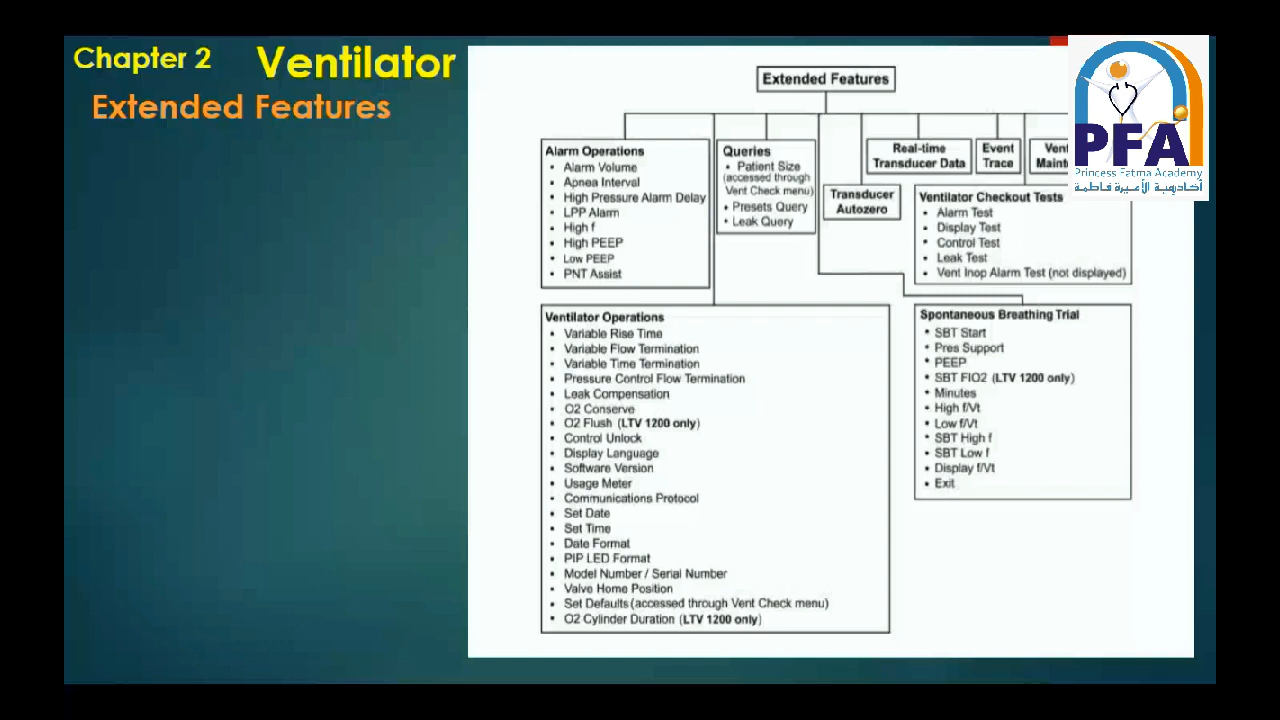 Chapter 2
Ventilator
Extended Features
PFA
Princess Fatma Academy
أكاديمية الأميرة فاطمة
Extended Features
Alarm Operations
• Alarm Volume
• Apnea Interval
• High Pressure Alarm Delay
• LPP Alarm
• High f
• High PEEP
• Low PEEP
• PNT Assist
Queries
• Patient Size
(accessed through
Vent Check menu)
• Presets Query
• Leak Query
Transducer
Autozero
Real-time
Transducer Data
Event
Trace
Ventilator Checkout Tests
• Alarm Test
• Display Test
• Control Test
• Leak Test
• Vent Inop Alarm Test (not displayed)
Ventilator Operations
• Variable Rise Time
• Variable Flow Termination
• Variable Time Termination
• Pressure Control Flow Termination
• Leak Compensation
• O2 Conserve
• O2 Flush (LTV 1200 only)
• Control Unlock
• Display Language
• Software Version
• Usage Meter
• Communications Protocol
• Set Date
• Set Time
• Date Format
• PIP LED Format
• Model Number / Serial Number
• Valve Home Position
• Set Defaults (accessed through Vent Check menu)
• O2 Cylinder Duration (LTV 1200 only)
Spontaneous Breathing Trial
• SBT Start
• Pres Support
• PEEP
• SBT FIO2 (LTV 1200 only)
• Minutes
• High f/Vt
• Low f/Vt
• SBT High f
• SBT Low f
• Display f/Vt
• Exit